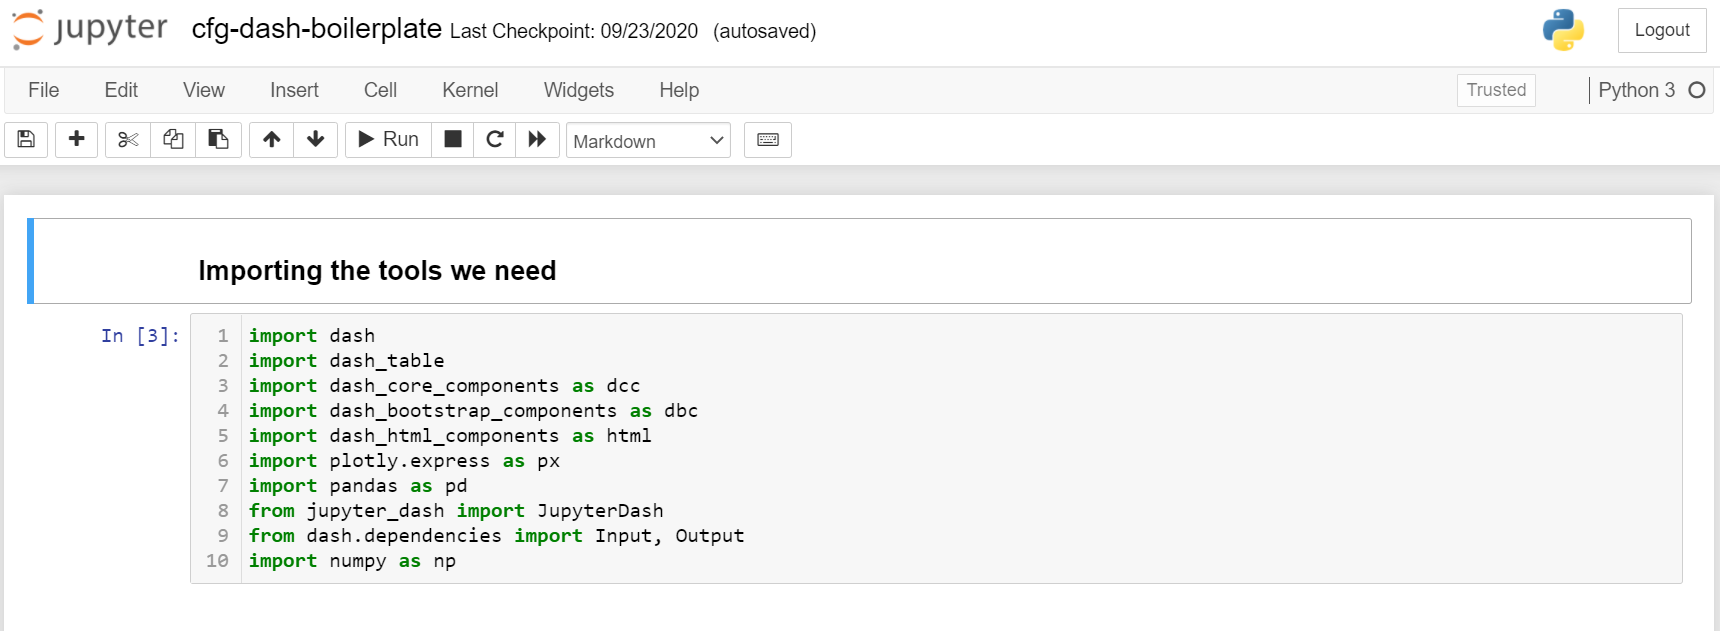 jupyter cfg-dash-boilerplate Last Checkpoint: 09/23/2020 (autosaved) Logout
File Edit View Insert Cell Kernel Widgets Help Trusted Python 3
Run Markdown
Importing the tools we need
In [3]:
1 import dash
2 import dash_table
3 import dash_core_components as dcc
4 import dash_bootstrap_components as dbc
5 import dash_html_components as html
6 import plotly.express as px
7 import pandas as pd
8 from jupyter_dash import JupyterDash
9 from dash.dependencies import Input, Output
10 import numpy as np